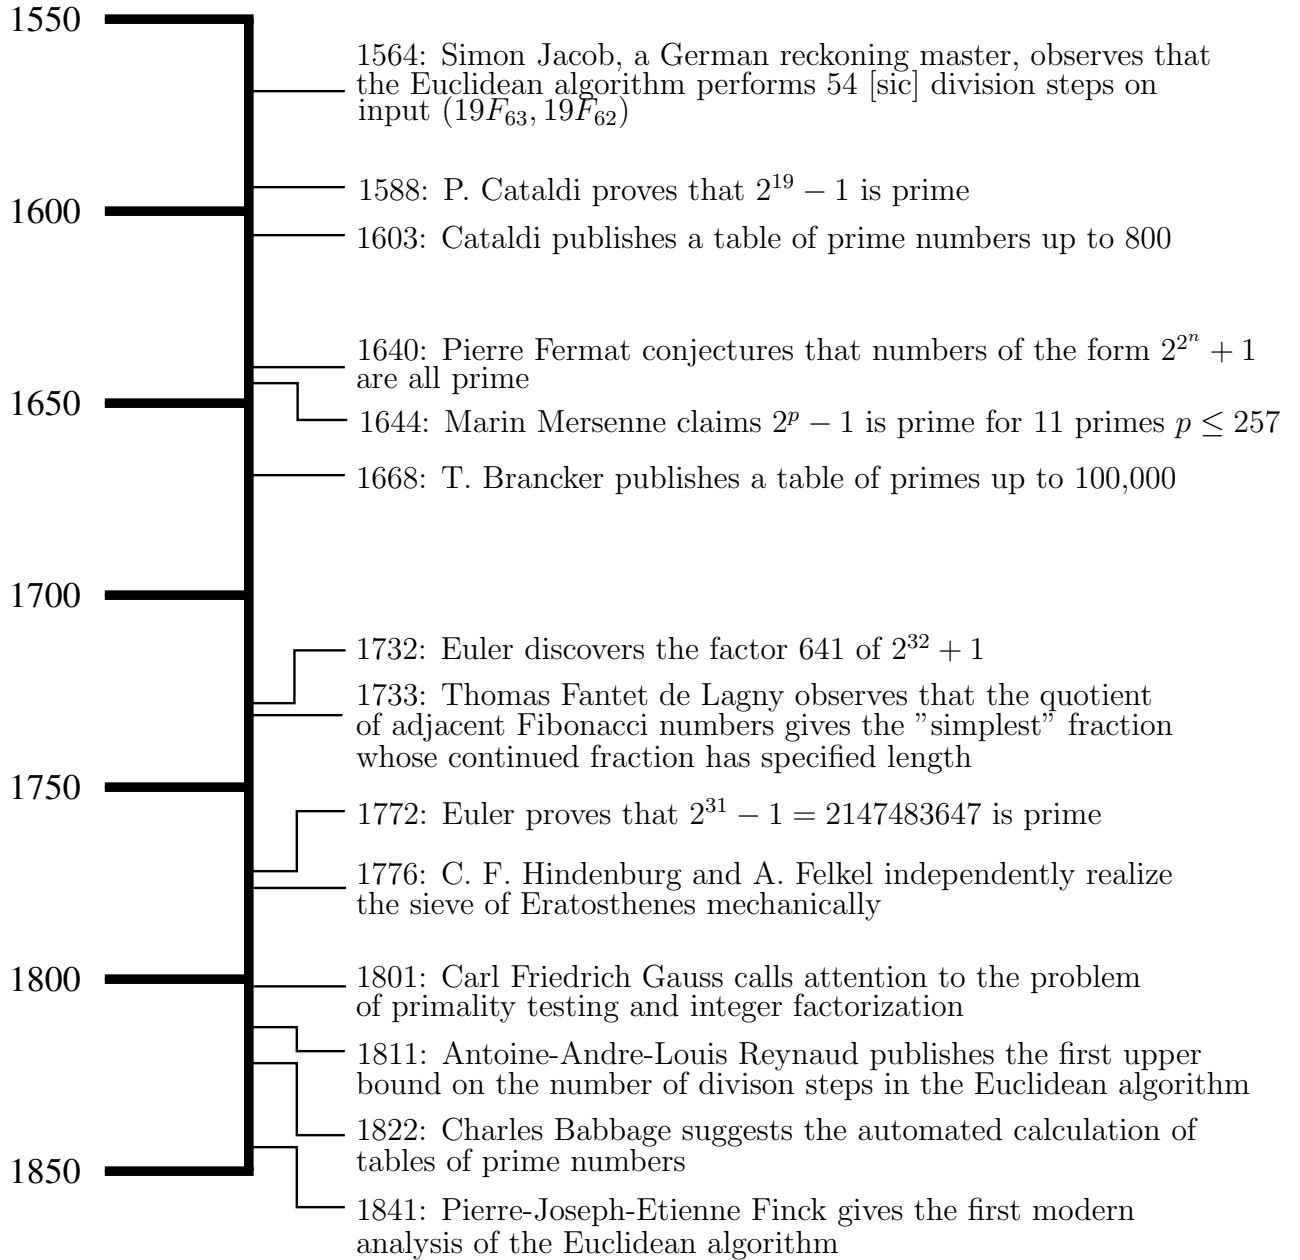 1550
1564: Simon Jacob, a German reckoning master, observes that
the Euclidean algorithm performs 54 [sic] division steps on
input (19F₆₃, 19F₆₂)
1588: P. Cataldi proves that 2¹⁹ − 1 is prime
1600
1603: Cataldi publishes a table of prime numbers up to 800
1640: Pierre Fermat conjectures that numbers of the form 2^{2^n} + 1
are all prime
1650
1644: Marin Mersenne claims 2^p − 1 is prime for 11 primes p ≤ 257
1668: T. Brancker publishes a table of primes up to 100,000
1700
1732: Euler discovers the factor 641 of 2³² + 1
1733: Thomas Fantet de Lagny observes that the quotient
of adjacent Fibonacci numbers gives the ”simplest” fraction
whose continued fraction has specified length
1750
1772: Euler proves that 2³¹ − 1 = 2147483647 is prime
1776: C. F. Hindenburg and A. Felkel independently realize
the sieve of Eratosthenes mechanically
1800
1801: Carl Friedrich Gauss calls attention to the problem
of primality testing and integer factorization
1811: Antoine-Andre-Louis Reynaud publishes the first upper
bound on the number of divison steps in the Euclidean algorithm
1822: Charles Babbage suggests the automated calculation of
tables of prime numbers
1850
1841: Pierre-Joseph-Etienne Finck gives the first modern
analysis of the Euclidean algorithm